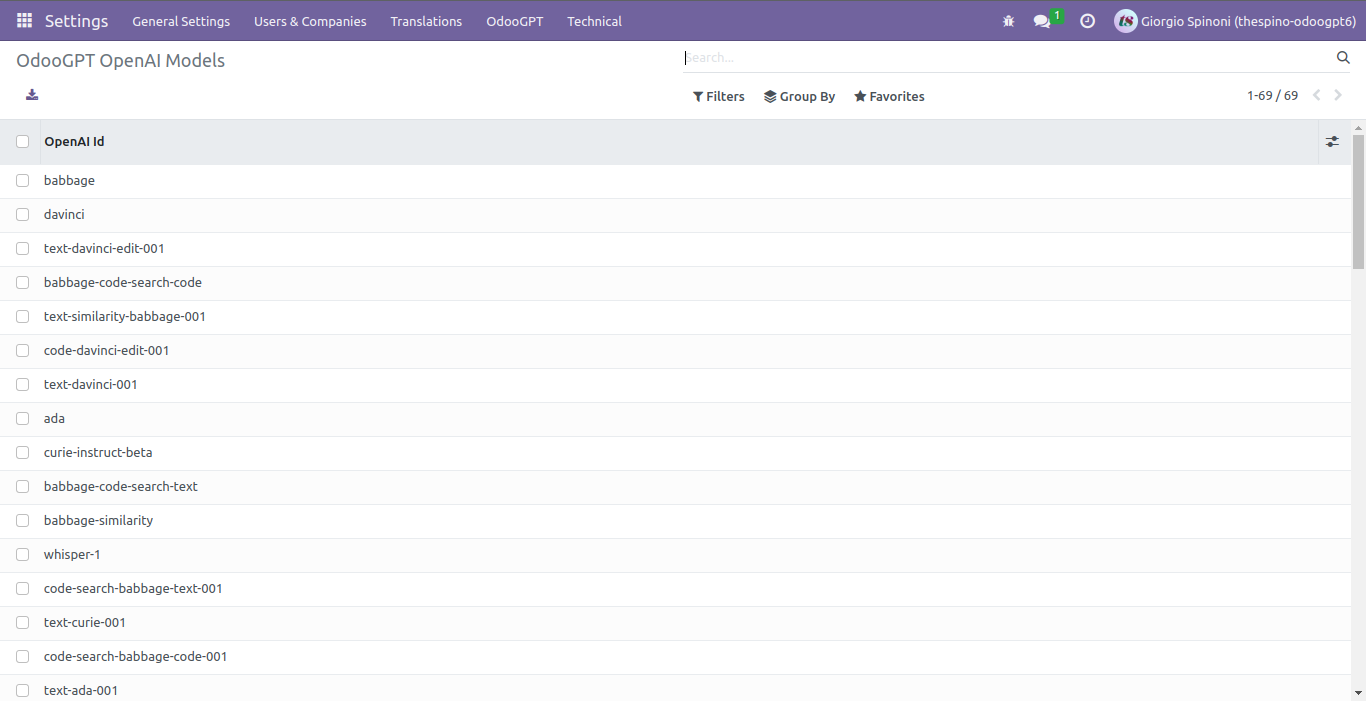 Settings General Settings Users & Companies Translations OdooGPT Technical 1 Giorgio Spinoni (thespino-odoogpt6)
OdooGPT OpenAI Models Search...
Filters Group By Favorites 1-69 / 69
OpenAI Id
babbage
davinci
text-davinci-edit-001
babbage-code-search-code
text-similarity-babbage-001
code-davinci-edit-001
text-davinci-001
ada
curie-instruct-beta
babbage-code-search-text
babbage-similarity
whisper-1
code-search-babbage-text-001
text-curie-001
code-search-babbage-code-001
text-ada-001